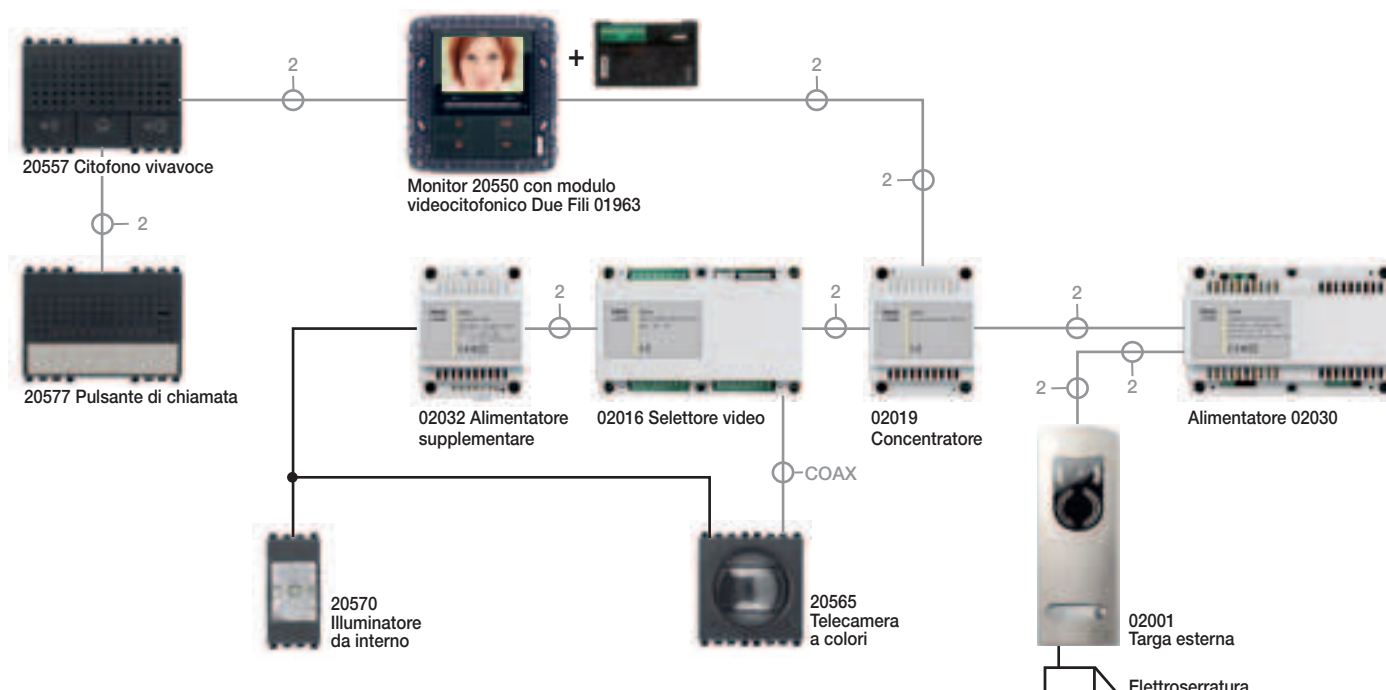 2
+
2
20557 Citofono vivavoce
Monitor 20550 con modulo
videocitofonico Due Fili 01963
2
2
20577 Pulsante di chiamata
2
2
2
2
2
02032 Alimentatore
supplementare
02016 Selettore video
02019
Concentratore
Alimentatore 02030
COAX
20570
Illuminatore
da interno
20565
Telecamera
a colori
02001
Targa esterna
Elettroserratura